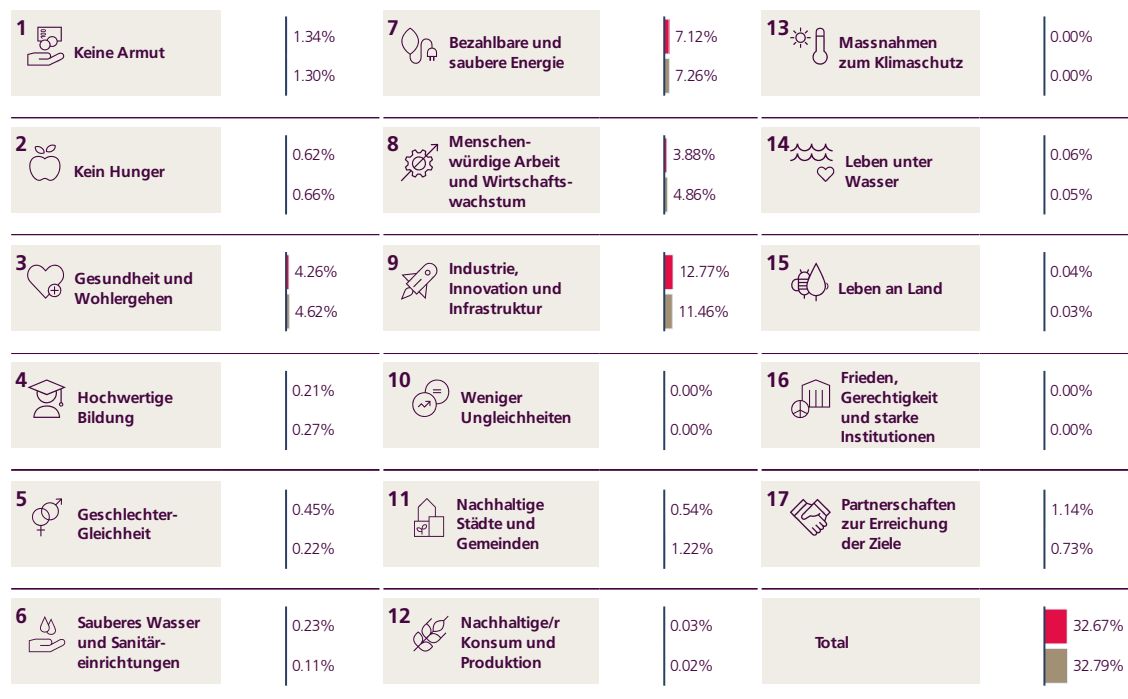 1
Keine Armut
1.34%
1.30%
2
Kein Hunger
0.62%
0.66%
3
Gesundheit und
Wohlergehen
4.26%
4.62%
4
Hochwertige
Bildung
0.21%
0.27%
5
Geschlechter-
Gleichheit
0.45%
0.22%
6
Sauberes Wasser
und Sanitär-
einrichtungen
0.23%
0.11%
7
Bezahlbare und
saubere Energie
7.12%
7.26%
8
Menschen-
würdige Arbeit
und Wirtschafts-
wachstum
3.88%
4.86%
9
Industrie,
Innovation und
Infrastruktur
12.77%
11.46%
10
Weniger
Ungleichheiten
0.00%
0.00%
11
Nachhaltige
Städte und
Gemeinden
0.54%
1.22%
12
Nachhaltige/r
Konsum und
Produktion
0.03%
0.02%
13
Massnahmen
zum Klimaschutz
0.00%
0.00%
14
Leben unter
Wasser
0.06%
0.05%
15
Leben an Land
0.04%
0.03%
16
Frieden,
Gerechtigkeit
und starke
Institutionen
0.00%
0.00%
17
Partnerschaften
zur Erreichung
der Ziele
1.14%
0.73%
Total
32.67%
32.79%